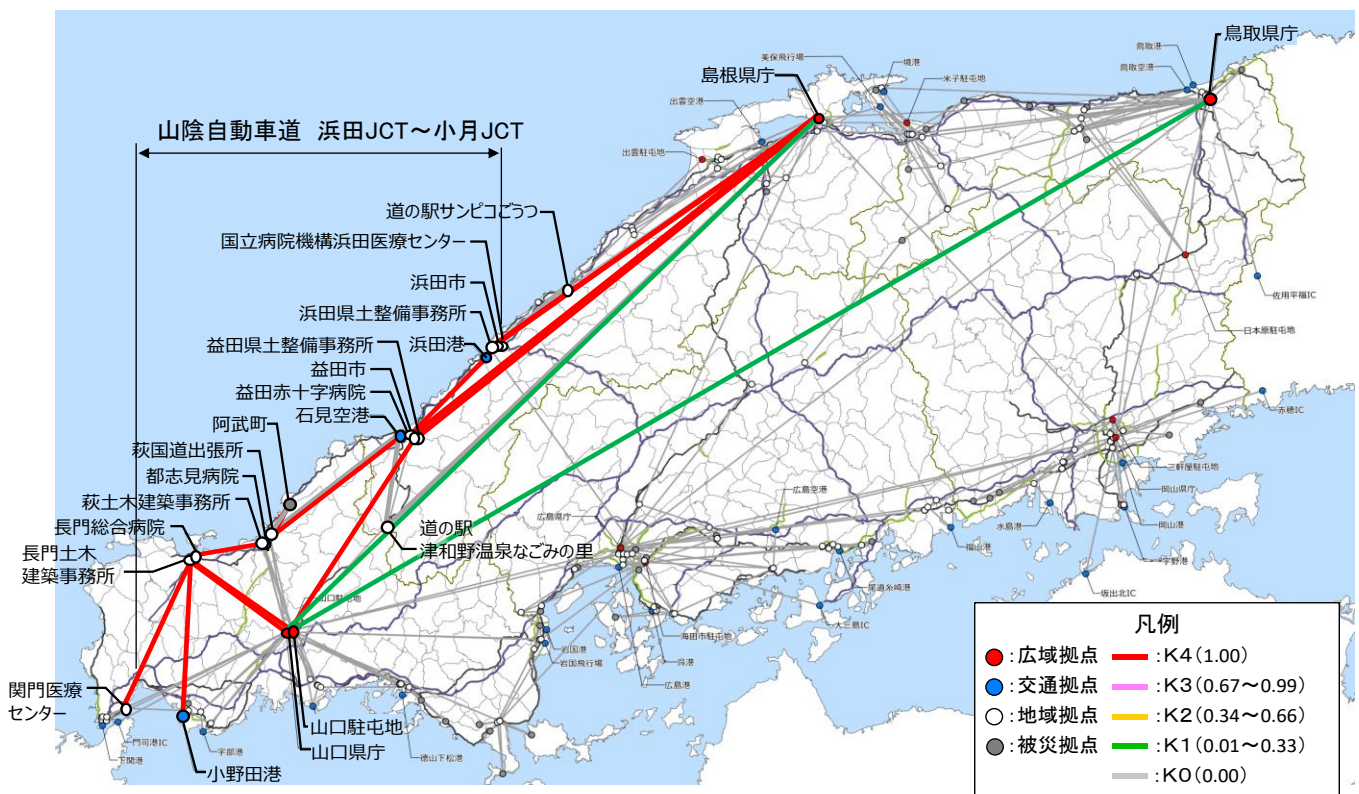 鳥取県庁
鳥取港
美保飛行場
境港
鳥取空港
島根県庁
米子駐屯地
出雲空港
山陰自動車道 浜田JCT～小月JCT
出雲駐屯地
道の駅サンピコごうつ
国立病院機構浜田医療センター
佐用平福IC
浜田市
浜田県土整備事務所
日本原駐屯地
益田県土整備事務所
浜田港
益田市
益田赤十字病院
石見空港
赤穂IC
阿武町
萩国道出張所
三軒屋駐屯地
都志見病院
岡山県庁
萩土木建築事務所
広島県庁
広島空港
水島港
岡山港
長門総合病院
福山港
道の駅
津和野温泉なごみの里
宇野港
長門土木
建築事務所
尾道糸崎港
坂出北IC
山口駐屯地
大三島IC
海田市駐屯地
岩国港
呉港
岩国飛行場
広島港
関門医療
センター
門司港IC
下関港
宇部港
徳山下松港
山口駐屯地
山口県庁
小野田港
凡例
:広域拠点 :K4(1.00)
:交通拠点 :K3(0.67～0.99)
:地域拠点 :K2(0.34～0.66)
:被災拠点 :K1(0.01～0.33)
:K0(0.00)